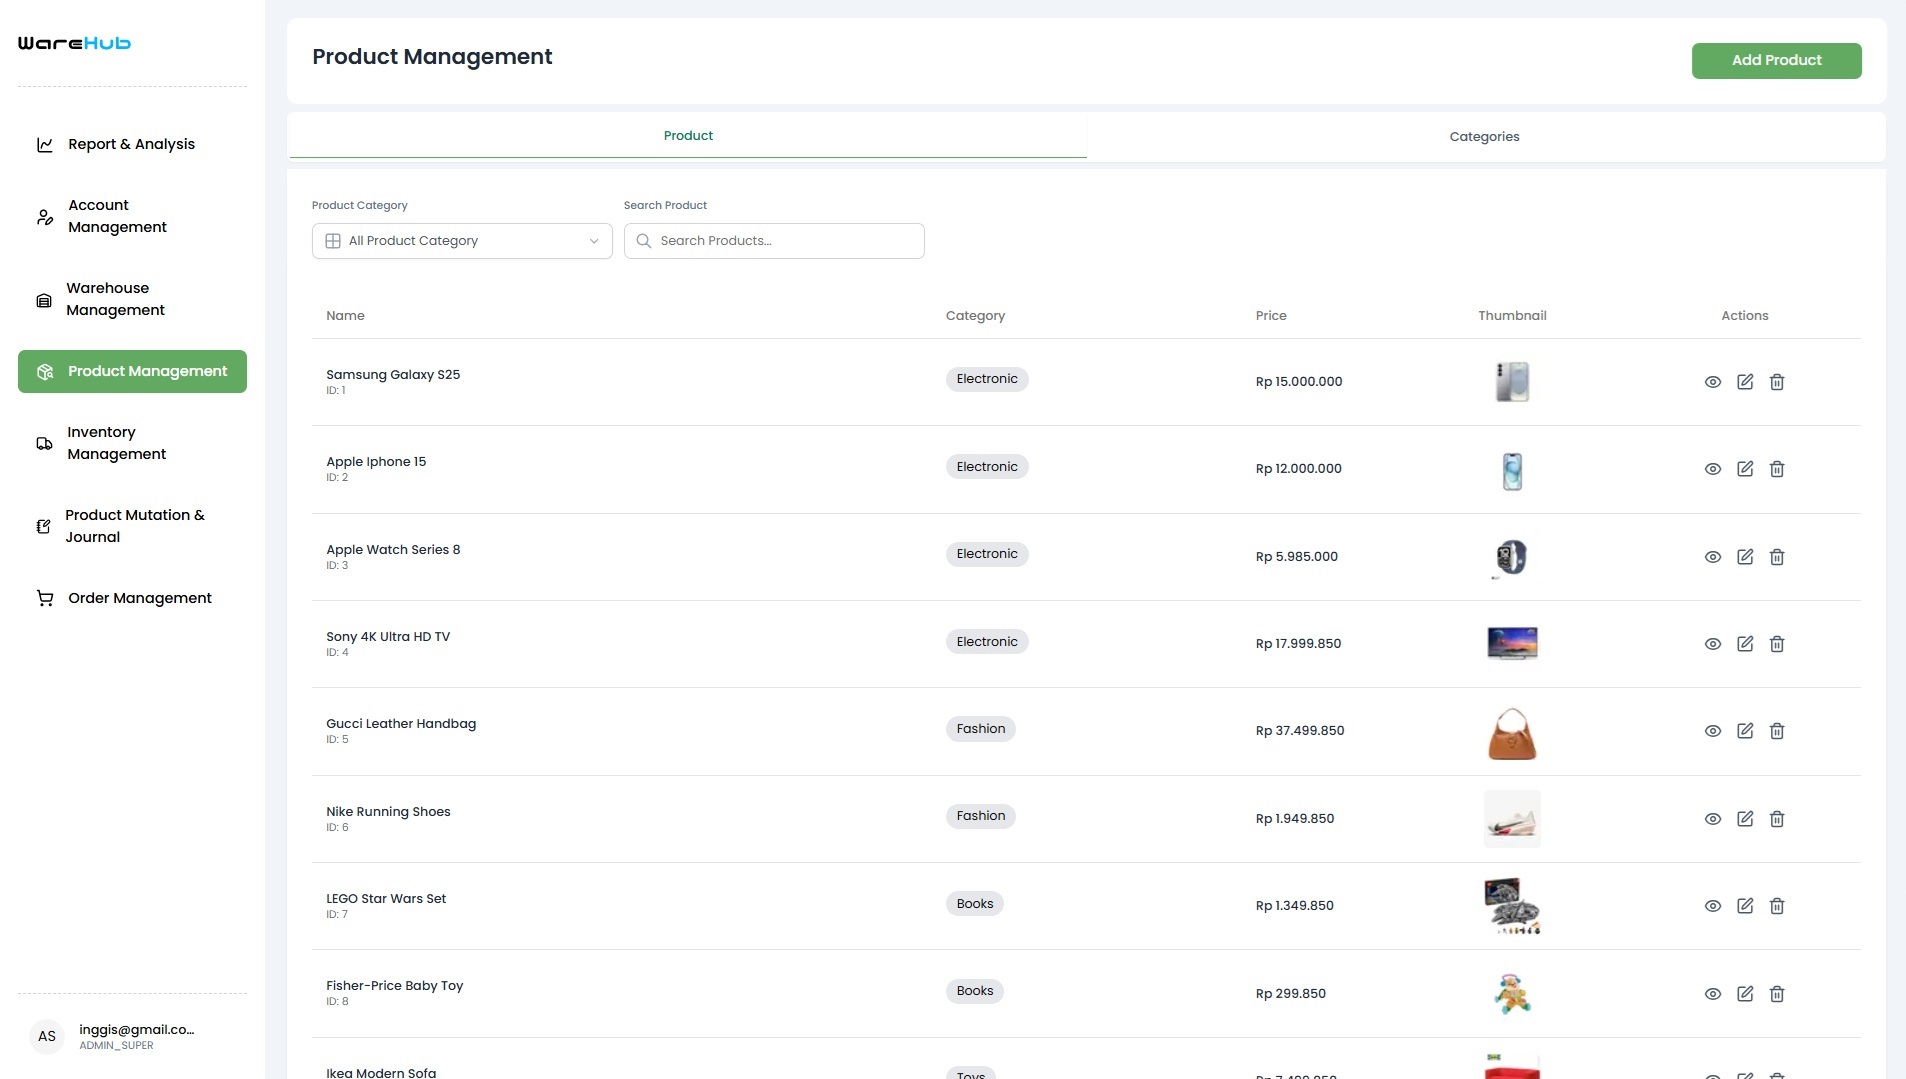 WareHub
Report & Analysis
Account
Management
Warehouse
Management
Product Management
Inventory
Management
Product Mutation &
Journal
Order Management
AS
inggis@gmail.co...
ADMIN_SUPER
Product Management
Add Product
Product
Categories
Product Category
Search Product
All Product Category
Search Products...
Name Category Price Thumbnail Actions
Samsung Galaxy S25
ID: 1
Electronic
Rp 15.000.000
Apple Iphone 15
ID: 2
Electronic
Rp 12.000.000
Apple Watch Series 8
ID: 3
Electronic
Rp 5.985.000
Sony 4K Ultra HD TV
ID: 4
Electronic
Rp 17.999.850
Gucci Leather Handbag
ID: 5
Fashion
Rp 37.499.850
Nike Running Shoes
ID: 6
Fashion
Rp 1.949.850
LEGO Star Wars Set
ID: 7
Books
Rp 1.349.850
Fisher-Price Baby Toy
ID: 8
Books
Rp 299.850
Ikea Modern Sofa
Toys
Rp 7.499.850